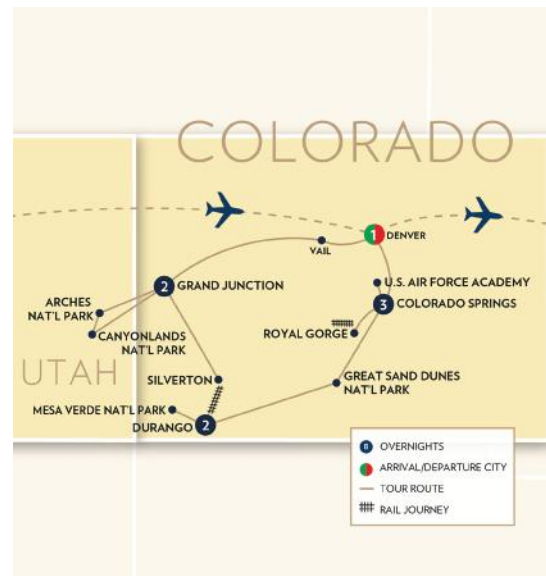 COLORADO
1
DENVER
VAIL
2
GRAND JUNCTION
U.S. AIR FORCE ACADEMY
3
COLORADO SPRINGS
ARCHES
NAT'L PARK
CANYONLANDS
NAT'L PARK
ROYAL GORGE
UTAH
SILVERTON
GREAT SAND DUNES
NAT'L PARK
MESA VERDE NAT'L PARK
DURANGO
2
OVERNIGHTS
ARRIVAL/DEPARTURE CITY
TOUR ROUTE
RAIL JOURNEY